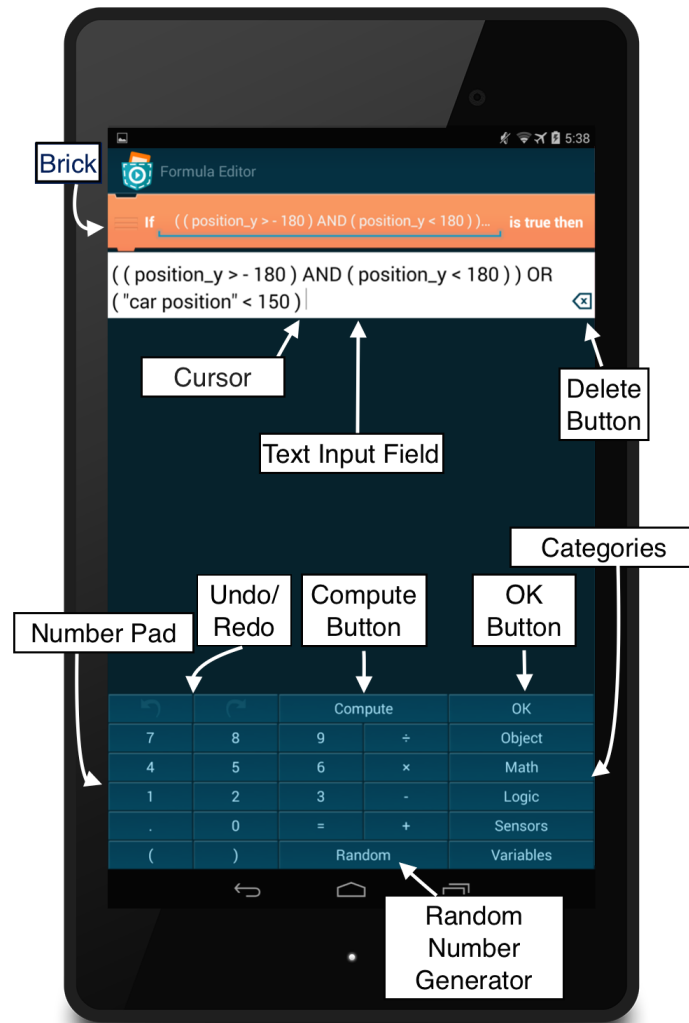 5:38
Brick
Formula Editor
If ( ( position_y > - 180 ) AND ( position_y < 180 ) )... is true then
( ( position_y > - 180 ) AND ( position_y < 180 ) ) OR
( "car position" < 150 )
Cursor
Delete
Button
Text Input Field
Categories
Undo/
Redo
Compute
Button
OK
Button
Number Pad
Compute OK
7 8 9 ÷ Object
4 5 6 × Math
1 2 3 - Logic
. 0 = + Sensors
( ) Random Variables
Random
Number
Generator